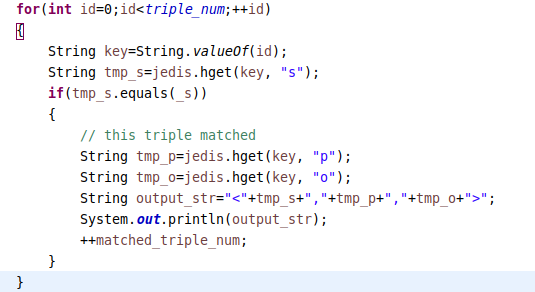 for(int id=0;id<triple_num;++id)
{
String key=String.valueOf(id);
String tmp_s=jedis.hget(key, "s");
if(tmp_s.equals(_s))
{
// this triple matched
String tmp_p=jedis.hget(key, "p");
String tmp_o=jedis.hget(key, "o");
String output_str="<"+tmp_s+","+tmp_p+","+tmp_o+">";
System.out.println(output_str);
++matched_triple_num;
}
}